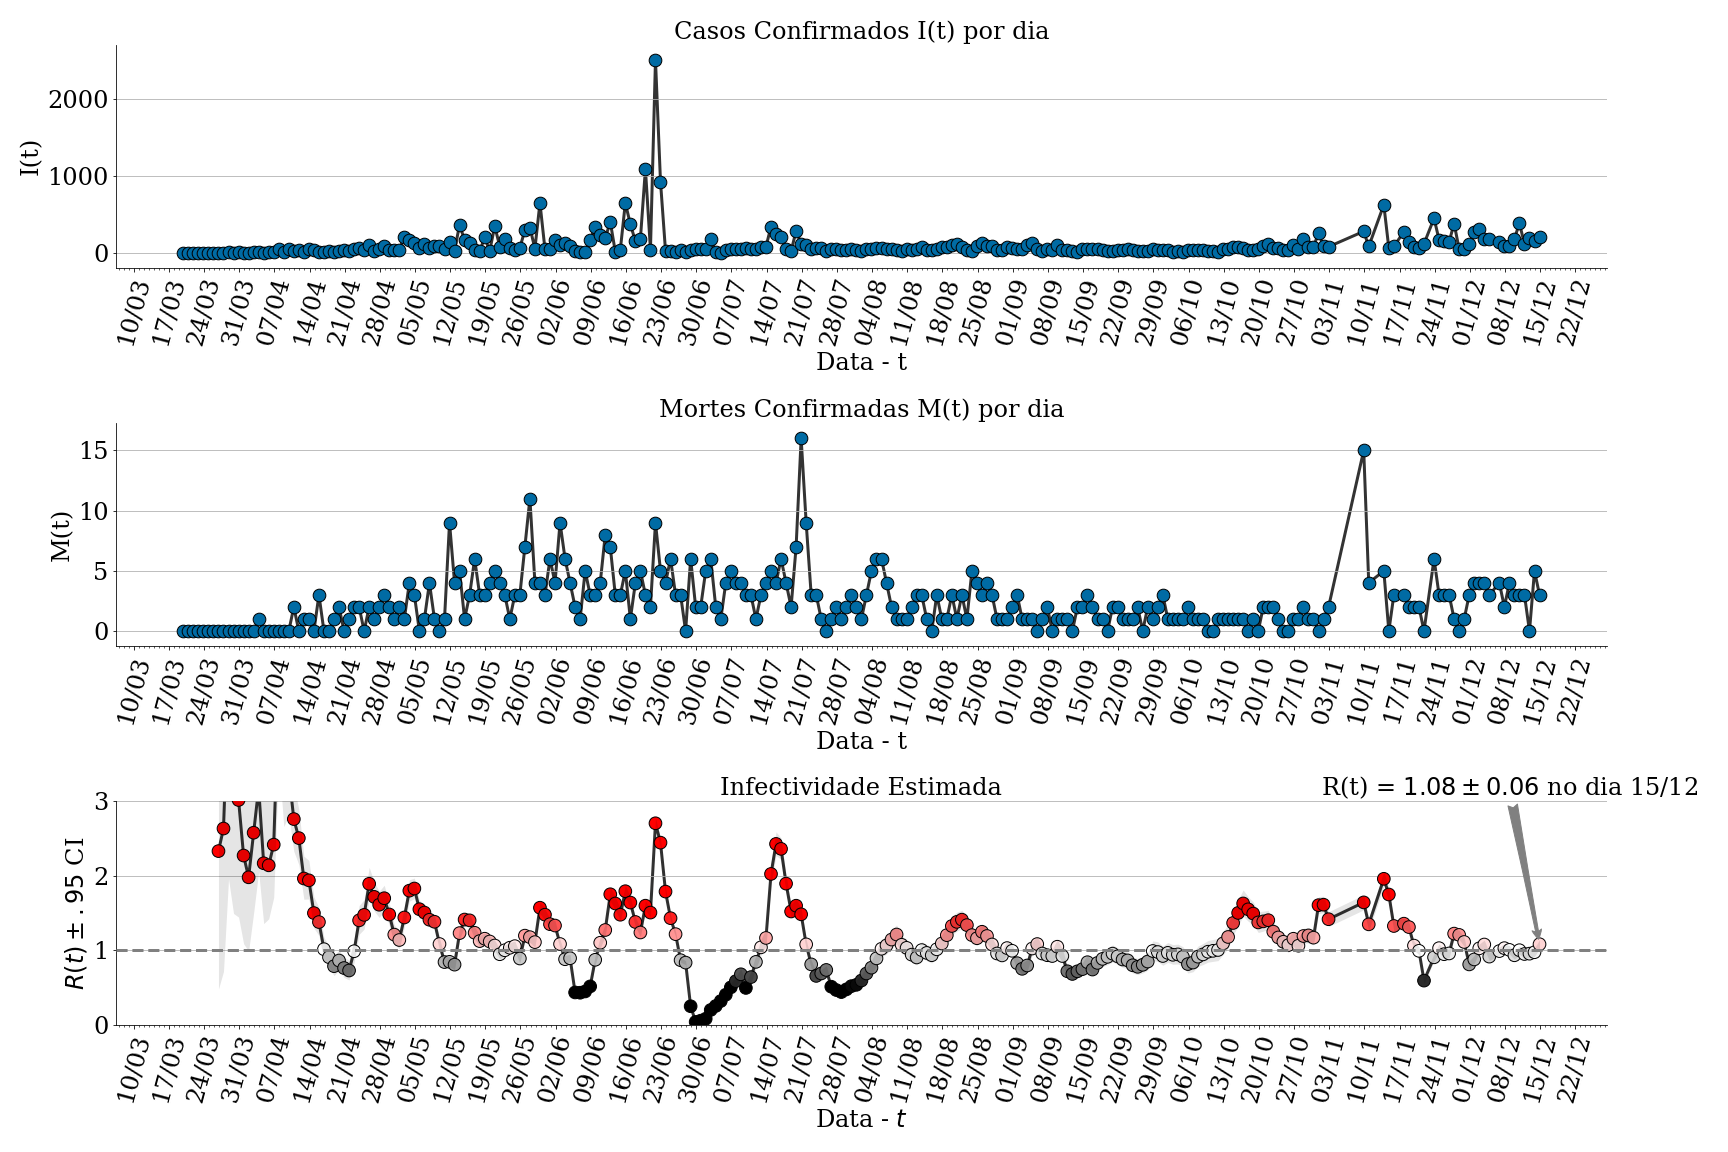 Casos Confirmados I(t) por dia
I(t)
2000
1000
0
10/03 17/03 24/03 31/03 07/04 14/04 21/04 28/04 05/05 12/05 19/05 26/05 02/06 09/06 16/06 23/06 30/06 07/07 14/07 21/07 28/07 04/08 11/08 18/08 25/08 01/09 08/09 15/09 22/09 29/09 06/10 13/10 20/10 27/10 03/11 10/11 17/11 24/11 01/12 08/12 15/12 22/12
Data - t
Mortes Confirmadas M(t) por dia
M(t)
15
10
5
0
10/03 17/03 24/03 31/03 07/04 14/04 21/04 28/04 05/05 12/05 19/05 26/05 02/06 09/06 16/06 23/06 30/06 07/07 14/07 21/07 28/07 04/08 11/08 18/08 25/08 01/09 08/09 15/09 22/09 29/09 06/10 13/10 20/10 27/10 03/11 10/11 17/11 24/11 01/12 08/12 15/12 22/12
Data - t
Infectividade Estimada
R(t) = 1.08 ± 0.06 no dia 15/12
R(t) ± .95 CI
3
2
1
0
10/03 17/03 24/03 31/03 07/04 14/04 21/04 28/04 05/05 12/05 19/05 26/05 02/06 09/06 16/06 23/06 30/06 07/07 14/07 21/07 28/07 04/08 11/08 18/08 25/08 01/09 08/09 15/09 22/09 29/09 06/10 13/10 20/10 27/10 03/11 10/11 17/11 24/11 01/12 08/12 15/12 22/12
Data - t